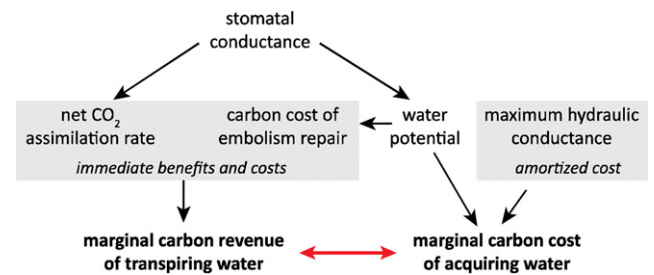 stomatal
conductance
net CO₂
assimilation rate
carbon cost of
embolism repair
immediate benefits and costs
water
potential
maximum hydraulic
conductance
amortized cost
marginal carbon revenue
of transpiring water
marginal carbon cost
of acquiring water